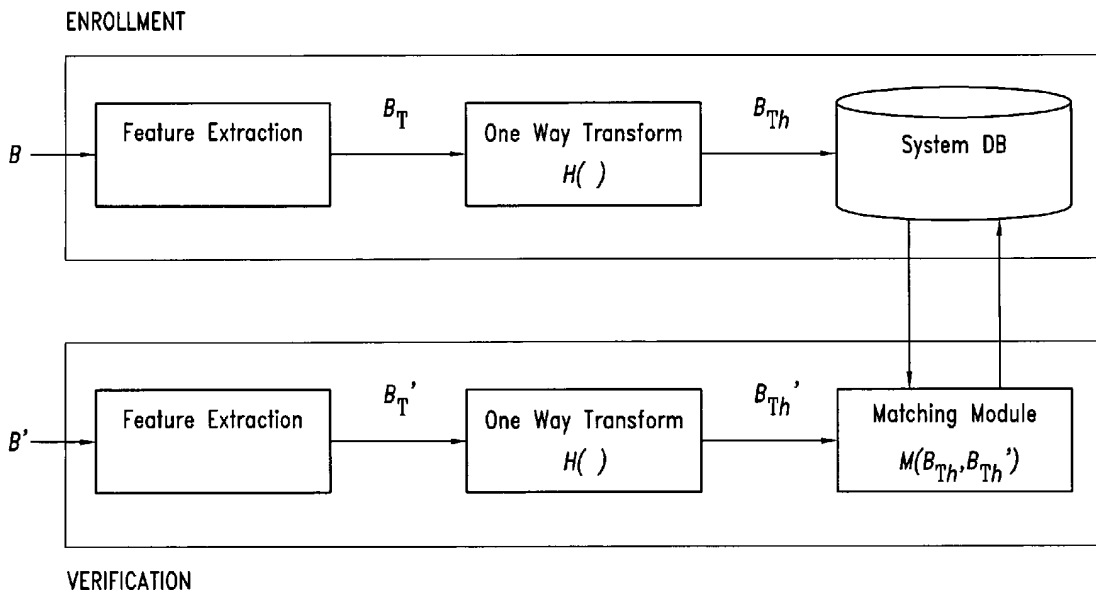 ENROLLMENT
B
Feature Extraction
B_T
One Way Transform
H( )
B_Th
System DB
B'
Feature Extraction
B_T'
One Way Transform
H( )
B_Th'
Matching Module
M(B_Th,B_Th')
VERIFICATION